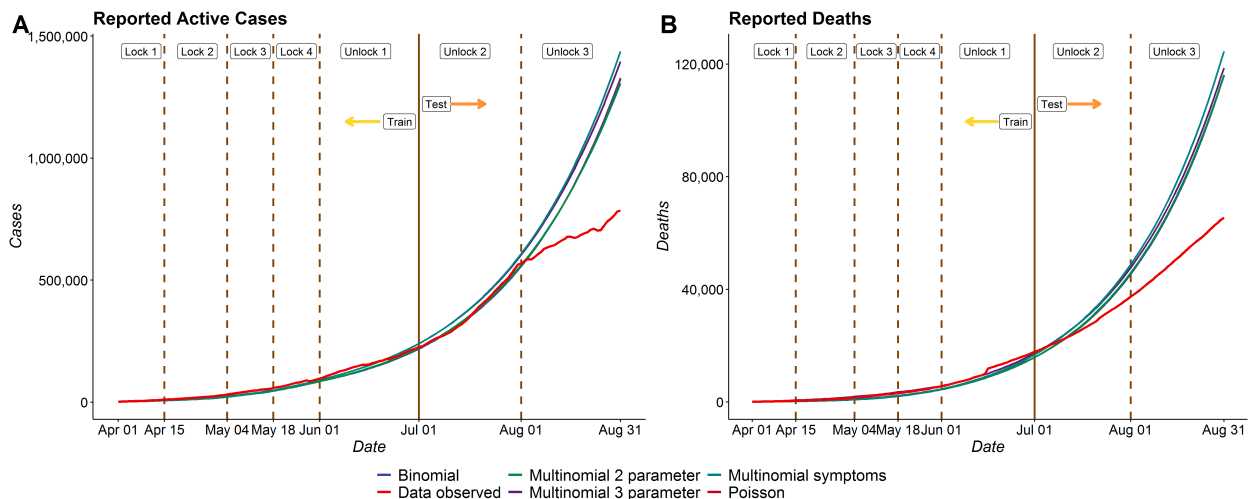 A
Reported Active Cases
1,500,000
1,000,000
500,000
0
Cases
Lock 1
Lock 2
Lock 3
Lock 4
Unlock 1
Unlock 2
Unlock 3
Test
Train
Apr 01
Apr 15
May 04
May 18
Jun 01
Jul 01
Aug 01
Aug 31
Date
B
Reported Deaths
120,000
80,000
40,000
0
Deaths
Lock 1
Lock 2
Lock 3
Lock 4
Unlock 1
Unlock 2
Unlock 3
Test
Train
Apr 01
Apr 15
May 04
May 18
Jun 01
Jul 01
Aug 01
Aug 31
Date
Binomial
Multinomial 2 parameter
Multinomial symptoms
Data observed
Multinomial 3 parameter
Poisson